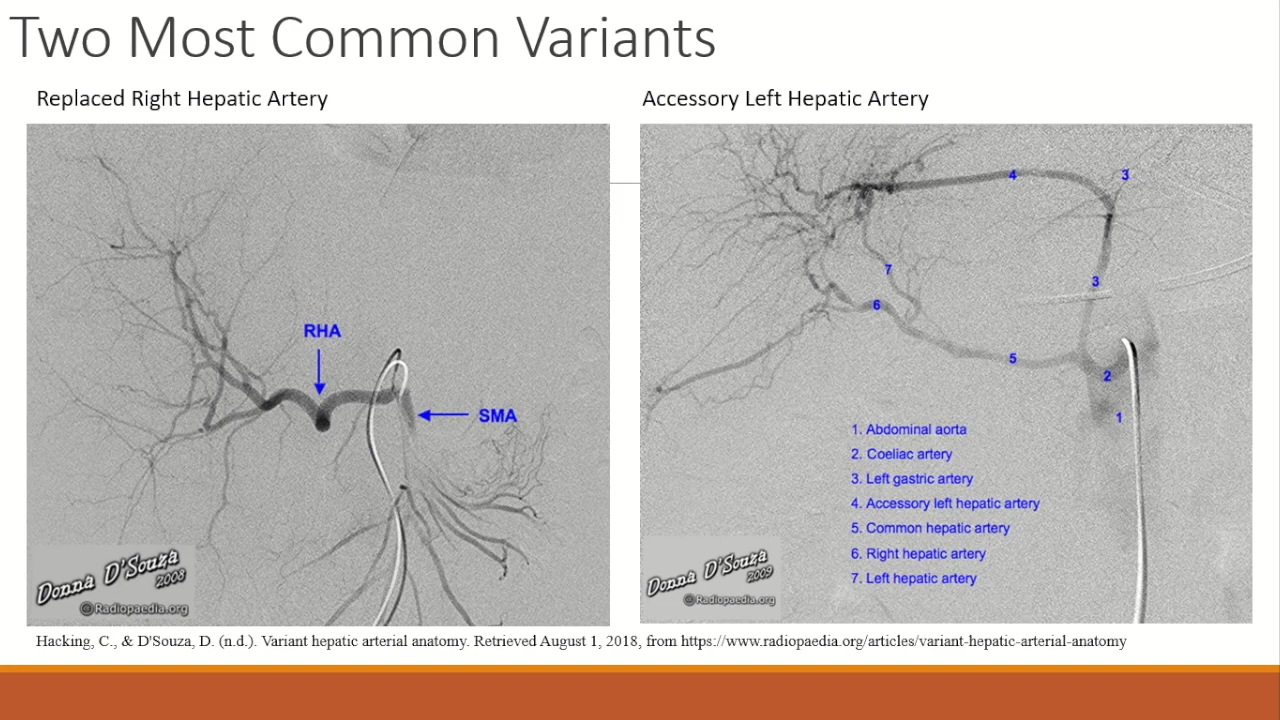 Two Most Common Variants
Replaced Right Hepatic Artery
RHA
SMA
Donna D'Souza
2008
©Radiopaedia.org
Accessory Left Hepatic Artery
4
3
7
3
6
5
2
1
1. Abdominal aorta
2. Coeliac artery
3. Left gastric artery
4. Accessory left hepatic artery
5. Common hepatic artery
6. Right hepatic artery
7. Left hepatic artery
Donna D'Souza
2009
©Radiopaedia.org
Hacking, C., & D'Souza, D. (n.d.). Variant hepatic arterial anatomy. Retrieved August 1, 2018, from https://www.radiopaedia.org/articles/variant-hepatic-arterial-anatomy